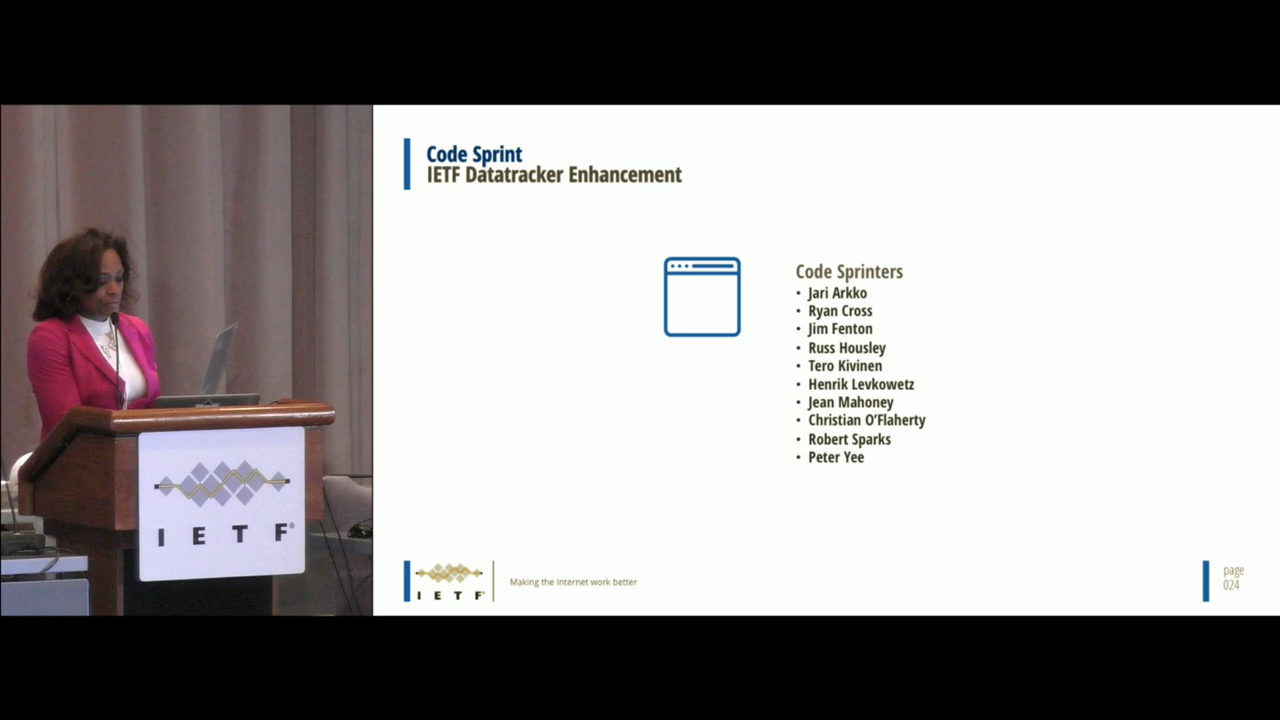 Code Sprint
IETF Datatracker Enhancement
Code Sprinters
• Jari Arkko
• Ryan Cross
• Jim Fenton
• Russ Housley
• Tero Kivinen
• Henrik Levkowetz
• Jean Mahoney
• Christian O’Flaherty
• Robert Sparks
• Peter Yee
I E T F®
I E T F
Making the Internet work better
page
024